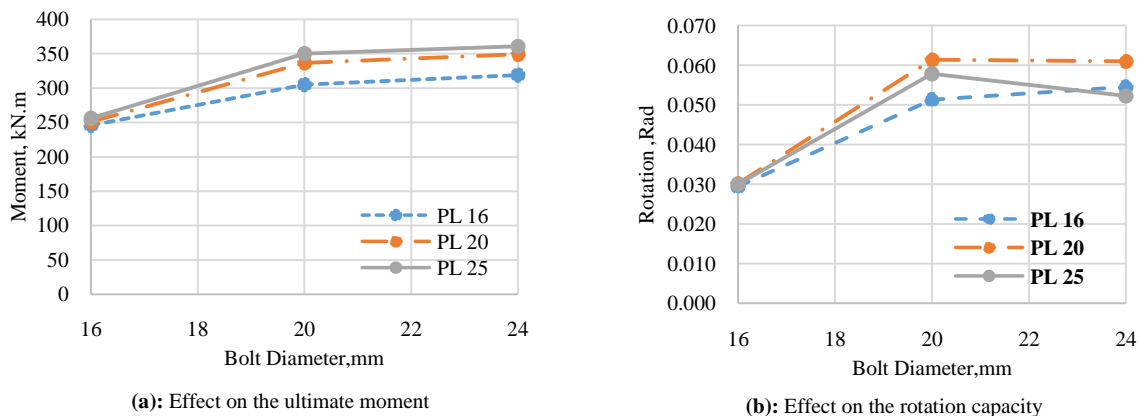 400
350
300
250
200
150
100
50
0
Moment, kN.m
PL 16
PL 20
PL 25
16 18 20 22 24
Bolt Diameter,mm
(a): Effect on the ultimate moment
0.070
0.060
0.050
0.040
0.030
0.020
0.010
0.000
Rotation ,Rad
PL 16
PL 20
PL 25
16 18 20 22 24
Bolt Diameter,mm
(b): Effect on the rotation capacity